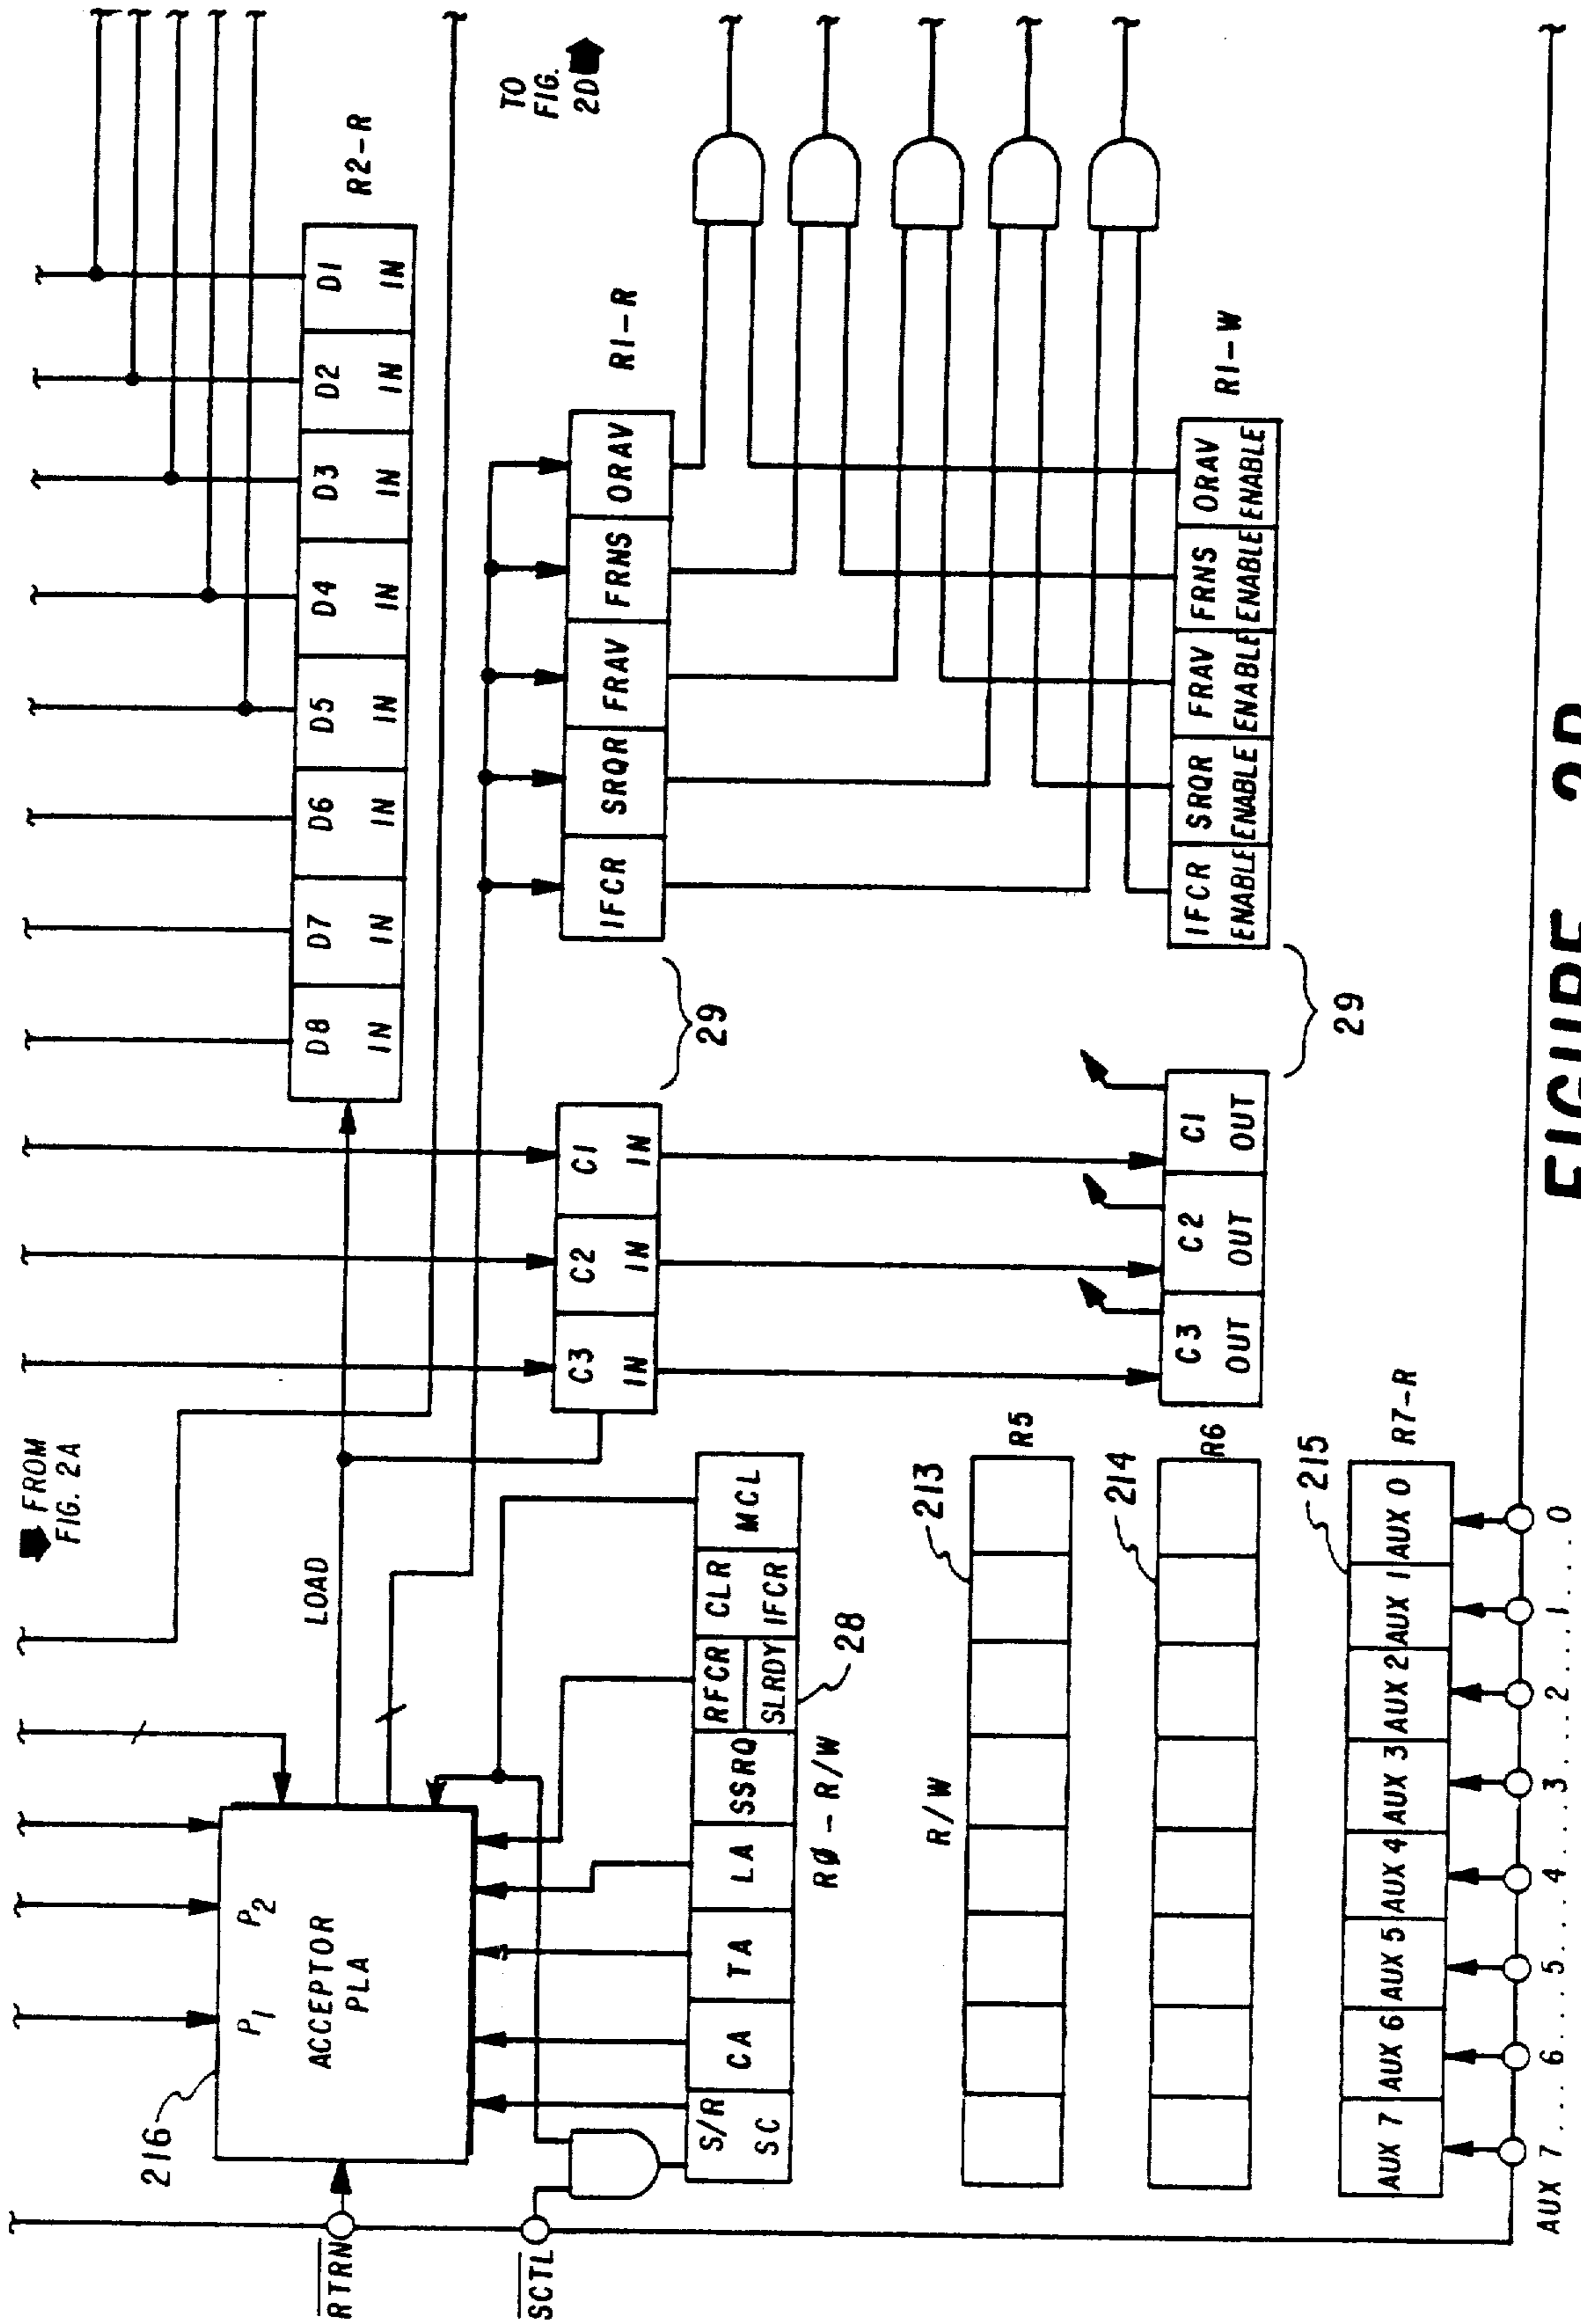 FROM
FIG. 2A
LOAD
P1 P2
ACCEPTOR
PLA
216
RTRN
SCTL
D8 D7 D6 D5 D4 D3 D2 D1
IN IN IN IN IN IN IN IN
R2-R
TO
FIG.
2D
C3 C2 C1
IN IN IN
29
IFCR SRQR FRAV FRNS ORAV
R1-R
S/R CA TA LA SSRQ RFCR CLR MCL
SC SLRDY IFCR
RØ-R/W
28
R/W
213
R5
214
R6
215
R7-R
C3 C2 C1
OUT OUT OUT
29
IFCR SRQR FRAV FRNS ORAV
ENABLE ENABLE ENABLE ENABLE ENABLE
R1-W
AUX 7 AUX 6 AUX 5 AUX 4 AUX 3 AUX 2 AUX 1 AUX 0
AUX 7....6....5....4....3....2....1....0
FIGURE